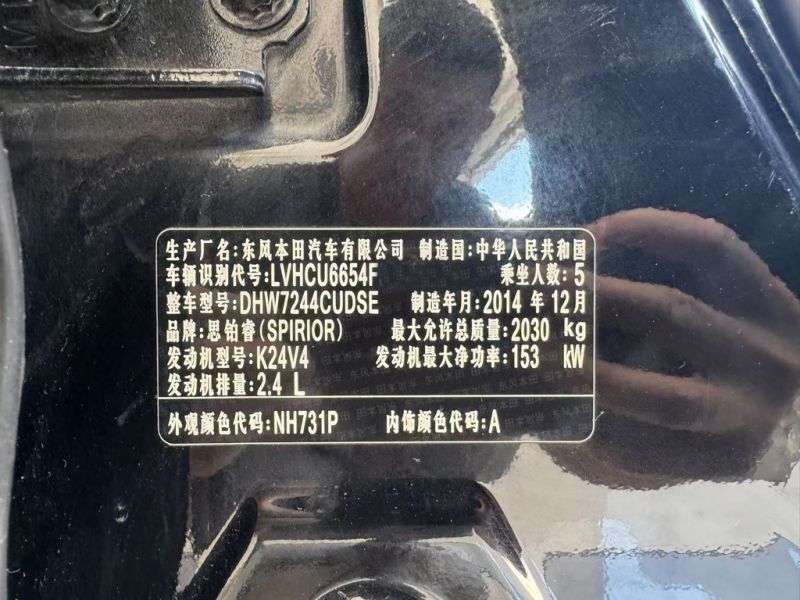 生产厂名:东风本田汽车有限公司 制造国:中华人民共和国
车辆识别代号:LVHCU6654F 乘坐人数:5
整车型号:DHW7244CUDSE 制造年月:2014 年 12 月
品牌:思铂睿(SPIRIOR) 最大允许总质量:2030 kg
发动机型号:K24V4 发动机最大净功率:153 kW
发动机排量:2.4 L
外观颜色代码:NH731P 内饰颜色代码:A